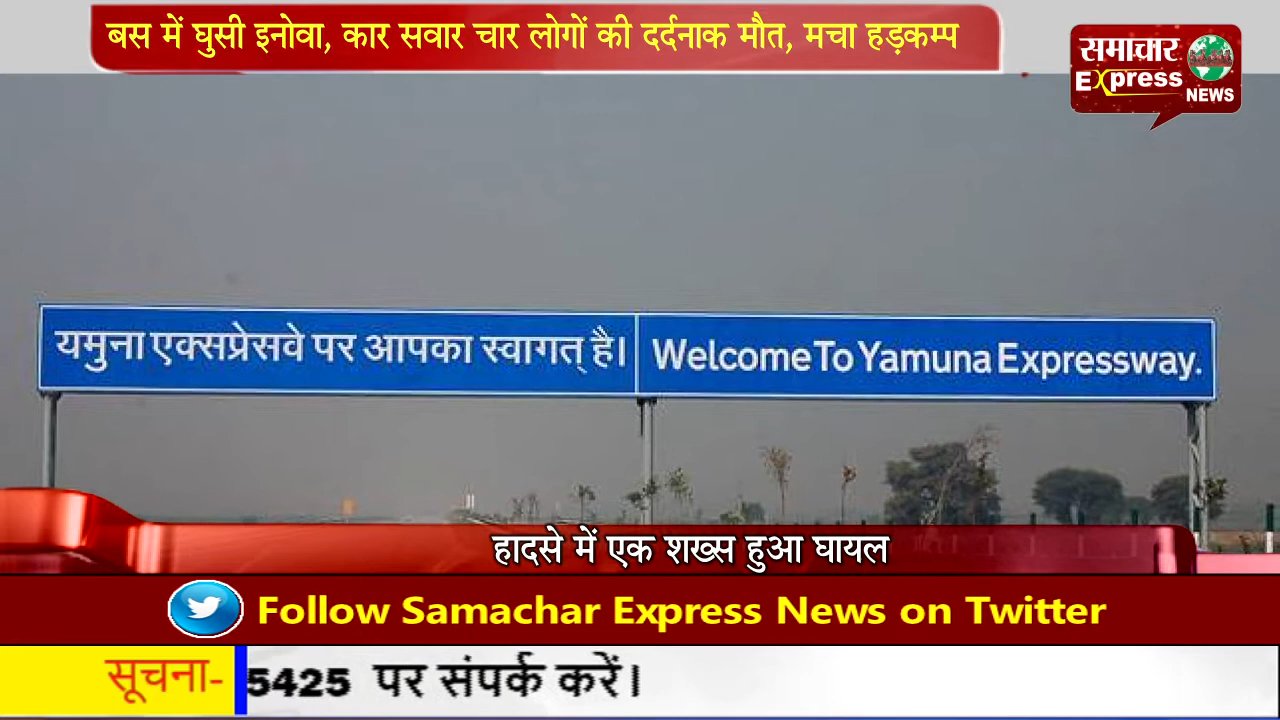 बस में घुसी इनोवा, कार सवार चार लोगों की दर्दनाक मौत, मचा हड़कम्प
समाचार
Express
NEWS
यमुना एक्सप्रेसवे पर आपका स्वागत् है। Welcome To Yamuna Expressway.
हादसे में एक शख्स हुआ घायल
Follow Samachar Express News on Twitter
सूचना- 5425 पर संपर्क करें।